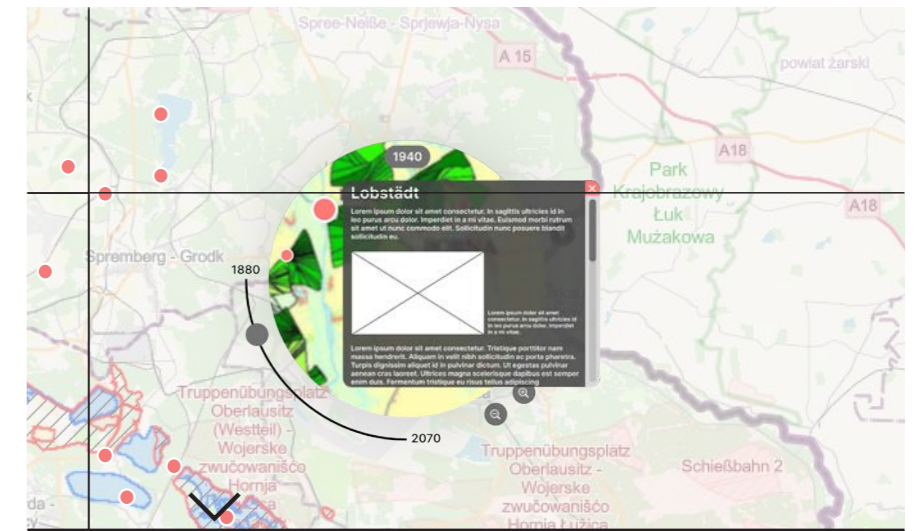 Spree-Neiße - Sprjewja-Nysa
A 15
powiat żarski
1940
A18
Park
Krajobrazowy
Łuk
Mużakowa
A18
Lobstädt
Lorem ipsum dolor sit amet consectetur. In sagittis ultricies id in
leo purus arcu dolor. Imperdiet in a mi vitae. Euismod morbi rutrum
sit amet ut nunc commodo elit. Sollicitudin nunc posuere blandit
sollicitudin eu.
Spremberg - Grodk
1880
Lorem ipsum dolor sit amet
consectetur. In sagittis ultricies id
in leo purus arcu dolor. Imperdiet
in a mi vitae.
Lorem ipsum dolor sit amet consectetur. Tristique porttitor nam
massa hendrerit. Aliquam in velit nibh sollicitudin ac porta pharetra.
Turpis dignissim aliquet id in pulvinar dictum. Ut egestas pulvinar
aenean cras laoreet. Ultrices magna scelerisque dapibus est semper
enim duis. Fermentum tristique eu risus tellus adipiscing
2070
Truppenübungsplatz
Oberlausitz
(Westteil) -
Wojerske
zwučowanišćo
Hornja
Truppenübungsplatz
Oberlausitz -
Wojerske
zwučowanišćo
Hornja Łužica
Schießbahn 2